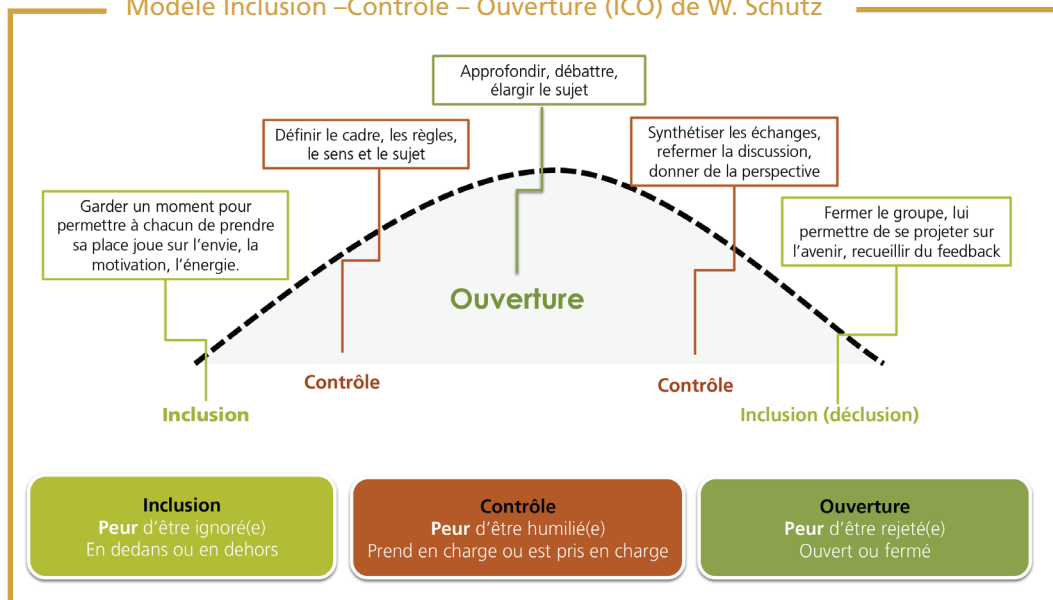 Modèle Inclusion –Contrôle – Ouverture (ICO) de W. Schutz
Approfondir, débattre,
élargir le sujet
Définir le cadre, les règles,
le sens et le sujet
Synthétiser les échanges,
refermer la discussion,
donner de la perspective
Garder un moment pour
permettre à chacun de prendre
sa place joue sur l’envie, la
motivation, l’énergie.
Fermer le groupe, lui
permettre de se projeter sur
l’avenir, recueillir du feedback
Ouverture
Contrôle
Contrôle
Inclusion
Inclusion (déclusion)
Inclusion
Peur d’être ignoré(e)
En dedans ou en dehors
Contrôle
Peur d’être humilié(e)
Prend en charge ou est pris en charge
Ouverture
Peur d’être rejeté(e)
Ouvert ou fermé